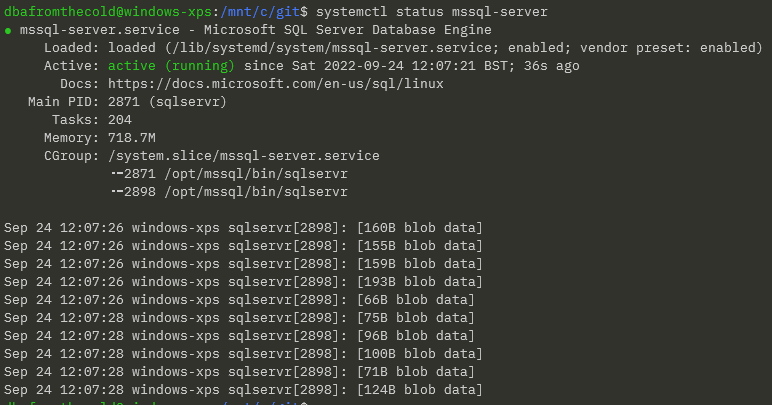 dbafromthecold@windows-xps:/mnt/c/git$ systemctl status mssql-server
● mssql-server.service - Microsoft SQL Server Database Engine
Loaded: loaded (/lib/systemd/system/mssql-server.service; enabled; vendor preset: enabled)
Active: active (running) since Sat 2022-09-24 12:07:21 BST; 36s ago
Docs: https://docs.microsoft.com/en-us/sql/linux
Main PID: 2871 (sqlservr)
Tasks: 204
Memory: 718.7M
CGroup: /system.slice/mssql-server.service
╌2871 /opt/mssql/bin/sqlservr
╌2898 /opt/mssql/bin/sqlservr
Sep 24 12:07:26 windows-xps sqlservr[2898]: [160B blob data]
Sep 24 12:07:26 windows-xps sqlservr[2898]: [155B blob data]
Sep 24 12:07:26 windows-xps sqlservr[2898]: [159B blob data]
Sep 24 12:07:26 windows-xps sqlservr[2898]: [193B blob data]
Sep 24 12:07:26 windows-xps sqlservr[2898]: [66B blob data]
Sep 24 12:07:28 windows-xps sqlservr[2898]: [75B blob data]
Sep 24 12:07:28 windows-xps sqlservr[2898]: [96B blob data]
Sep 24 12:07:28 windows-xps sqlservr[2898]: [100B blob data]
Sep 24 12:07:28 windows-xps sqlservr[2898]: [71B blob data]
Sep 24 12:07:28 windows-xps sqlservr[2898]: [124B blob data]